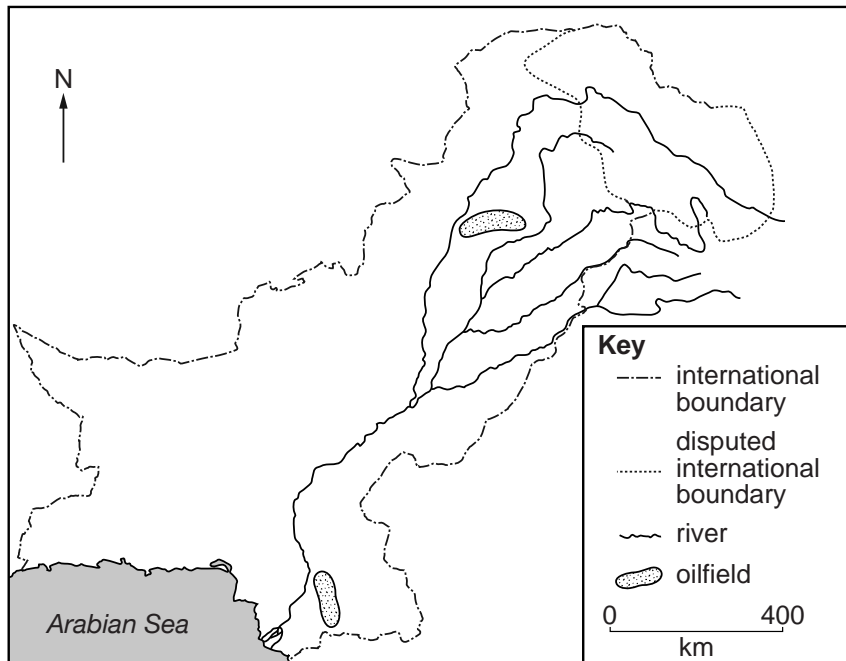 N
Key
international
boundary
disputed
international
boundary
river
oilfield
0 400
km
Arabian Sea